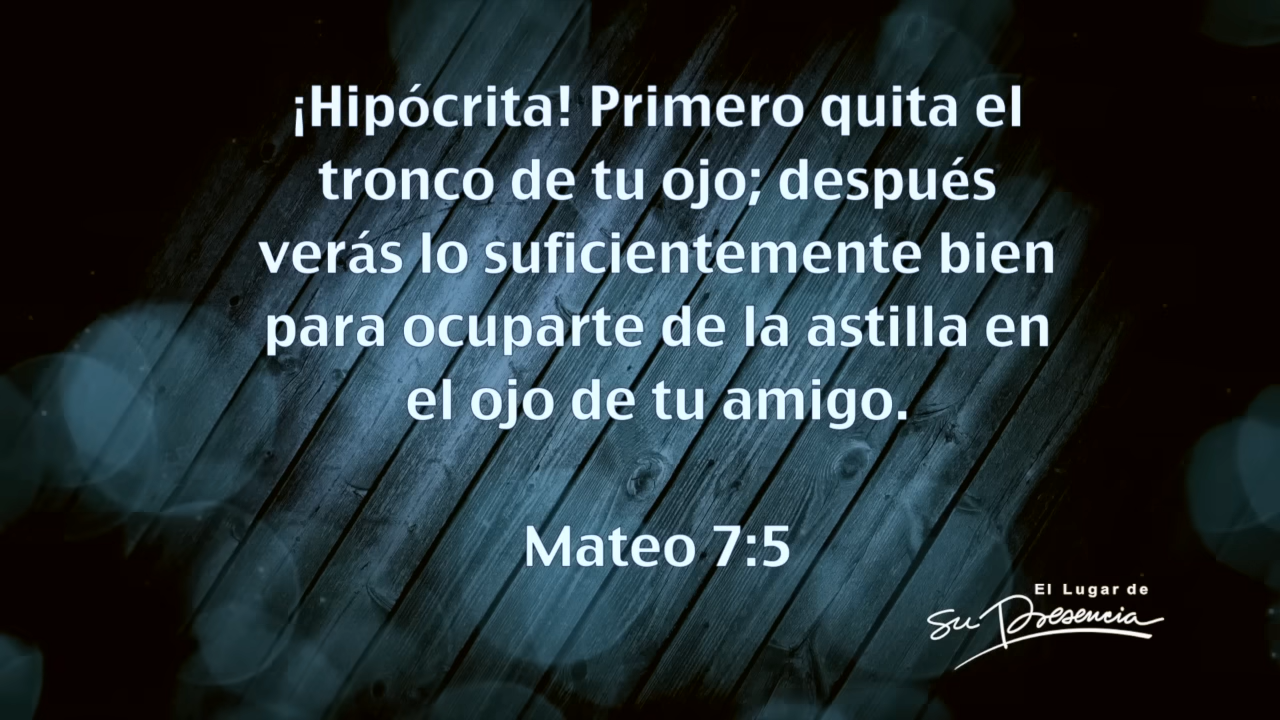 ¡Hipócrita! Primero quita el
tronco de tu ojo; después
verás lo suficientemente bien
para ocuparte de la astilla en
el ojo de tu amigo.
Mateo 7:5
El Lugar de
Su Presencia